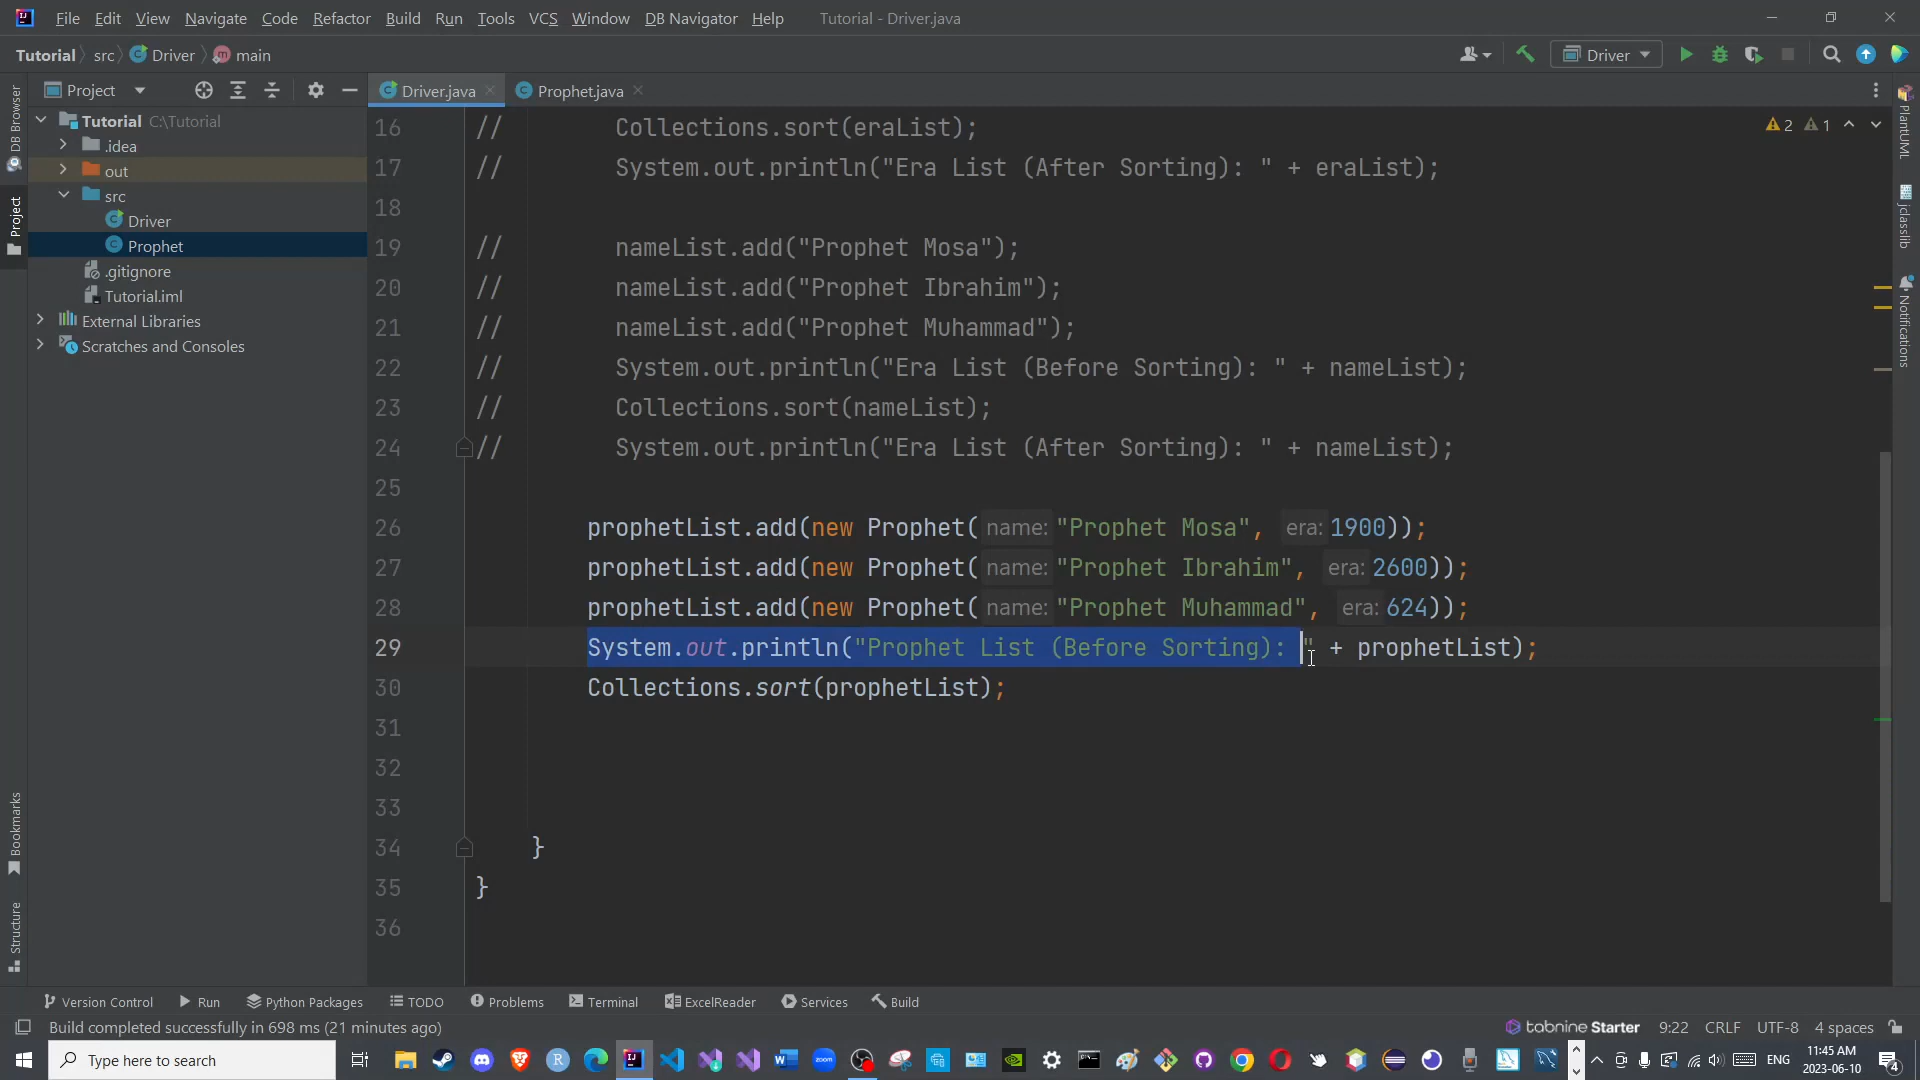 File Edit View Navigate Code Refactor Build Run Tools VCS Window DB Navigator Help Tutorial - Driver.java
Tutorial src Driver main Driver
Project Driver.java Prophet.java
Tutorial C:\Tutorial
.idea
out
src
Driver
Prophet
.gitignore
Tutorial.iml
External Libraries
Scratches and Consoles
DB Browser
Project
Bookmarks
Structure
2 1
16 // Collections.sort(eraList);
17 // System.out.println("Era List (After Sorting): " + eraList);
18
19 // nameList.add("Prophet Mosa");
20 // nameList.add("Prophet Ibrahim");
21 // nameList.add("Prophet Muhammad");
22 // System.out.println("Era List (Before Sorting): " + nameList);
23 // Collections.sort(nameList);
24 // System.out.println("Era List (After Sorting): " + nameList);
25
26 prophetList.add(new Prophet( name: "Prophet Mosa", era: 1900));
27 prophetList.add(new Prophet( name: "Prophet Ibrahim", era: 2600));
28 prophetList.add(new Prophet( name: "Prophet Muhammad", era: 624));
29 System.out.println("Prophet List (Before Sorting): " + prophetList);
30 Collections.sort(prophetList);
31
32
33
34 }
35 }
36
PlantUML
jclasslib
Notifications
Version Control Run Python Packages TODO Problems Terminal ExcelReader Services Build
Build completed successfully in 698 ms (21 minutes ago) tabnine Starter 9:22 CRLF UTF-8 4 spaces
Type here to search ENG 11:45 AM
2023-06-10 4